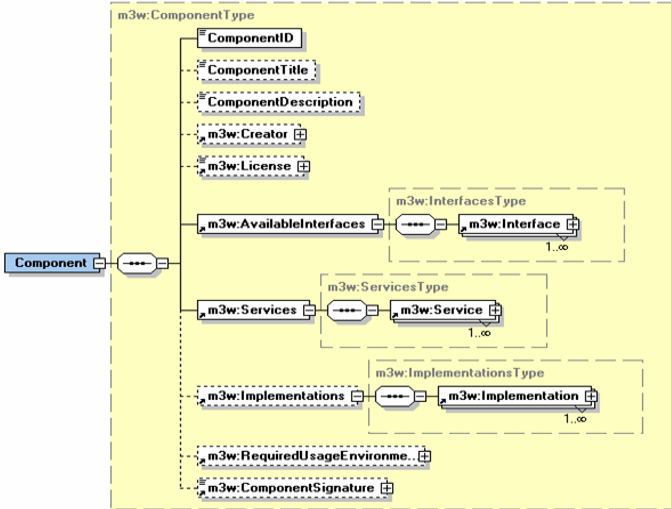 m3w:ComponentType
ComponentID
ComponentTitle
ComponentDescription
m3w:Creator
m3w:License
m3w:InterfacesType
m3w:AvailableInterfaces
m3w:Interface
1..∞
Component
m3w:ServicesType
m3w:Services
m3w:Service
1..∞
m3w:ImplementationsType
m3w:Implementations
m3w:Implementation
1..∞
m3w:RequiredUsageEnvironme...
m3w:ComponentSignature